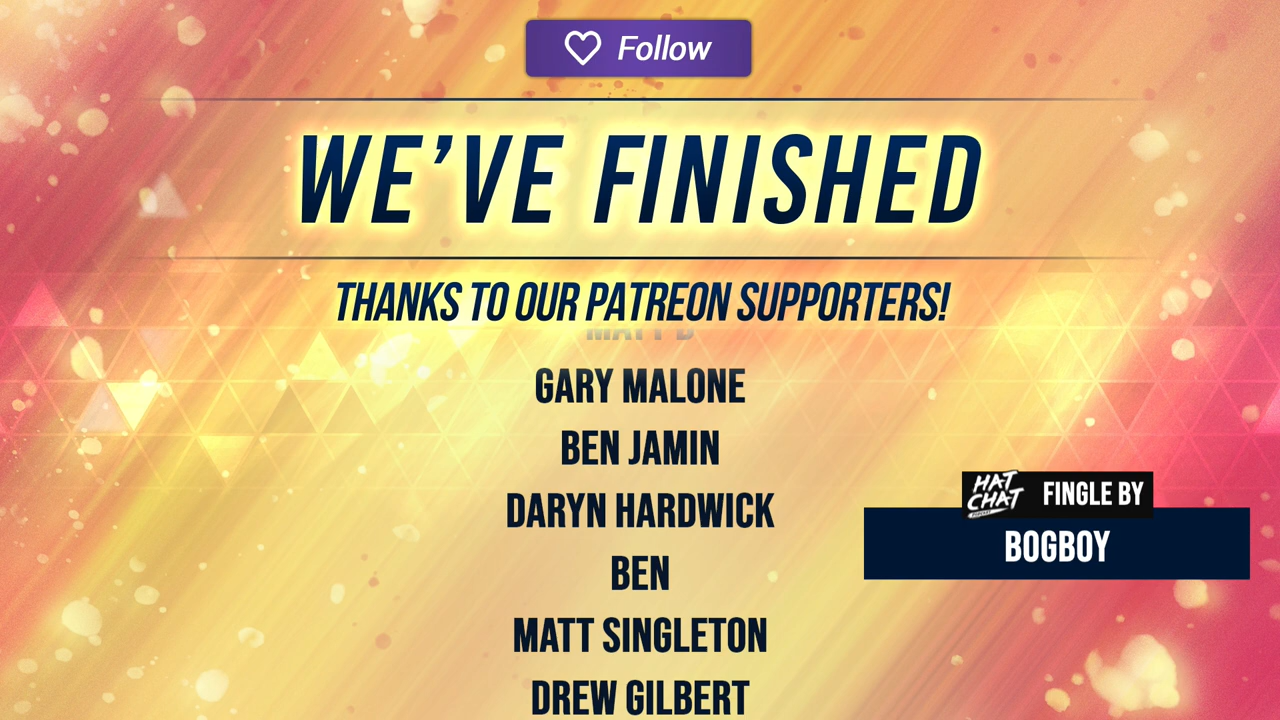 Follow
WE'VE FINISHED
THANKS TO OUR PATREON SUPPORTERS!
GARY MALONE
BEN JAMIN
DARYN HARDWICK
BEN
MATT SINGLETON
DREW GILBERT
HAT CHAT
FINGLE BY
BOGBOY